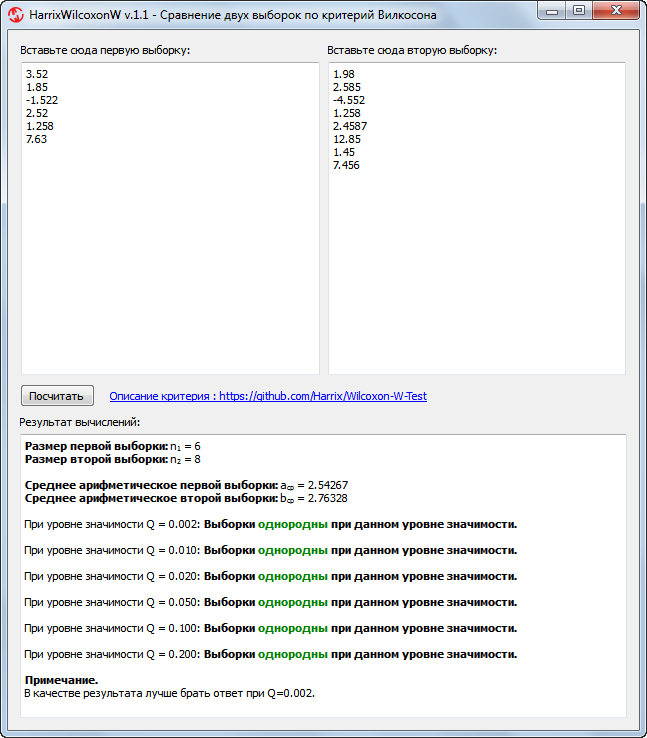 HarrixWilcoxonW v.1.1 - Сравнение двух выборок по критерий Вилкосона
Вставьте сюда первую выборку:
3.52
1.85
-1.522
2.52
1.258
7.63
Вставьте сюда вторую выборку:
1.98
2.585
-4.552
1.258
2.4587
12.85
1.45
7.456
Посчитать
Описание критерия : https://github.com/Harrix/Wilcoxon-W-Test
Результат вычислений:
Размер первой выборки: n₁ = 6
Размер второй выборки: n₂ = 8
Среднее арифметическое первой выборки: aср = 2.54267
Среднее арифметическое второй выборки: bср = 2.76328
При уровне значимости Q = 0.002: Выборки однородны при данном уровне значимости.
При уровне значимости Q = 0.010: Выборки однородны при данном уровне значимости.
При уровне значимости Q = 0.020: Выборки однородны при данном уровне значимости.
При уровне значимости Q = 0.050: Выборки однородны при данном уровне значимости.
При уровне значимости Q = 0.100: Выборки однородны при данном уровне значимости.
При уровне значимости Q = 0.200: Выборки однородны при данном уровне значимости.
Примечание.
В качестве результата лучше брать ответ при Q=0.002.